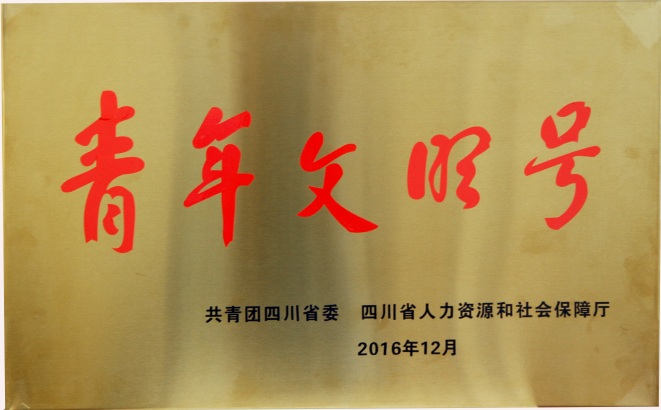 青年文明号
共青团四川省委 四川省人力资源和社会保障厅
2016年12月